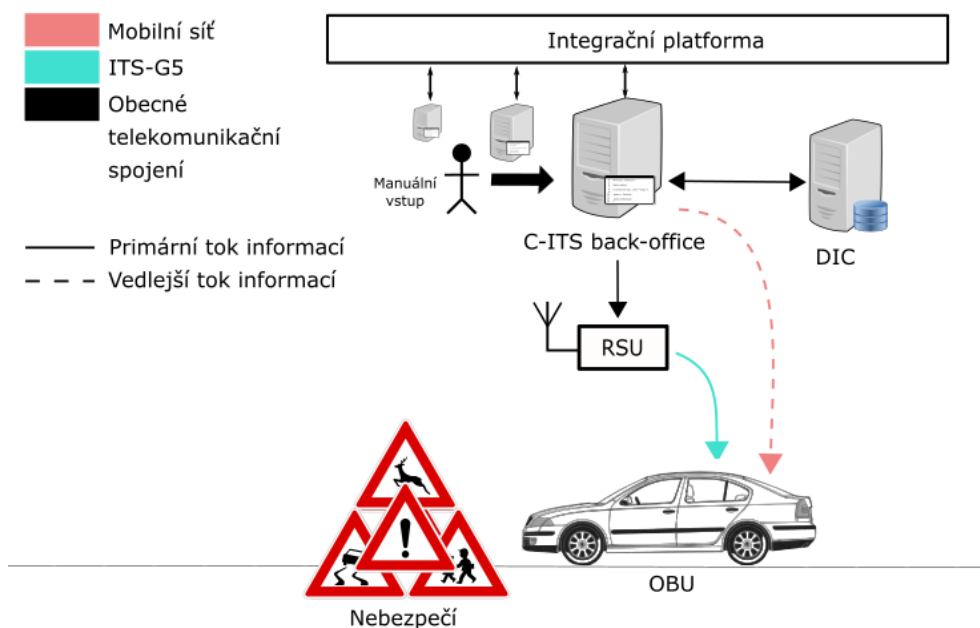 Mobilní síť
ITS-G5
Obecné
telekomunikační
spojení
Primární tok informací
Vedlejší tok informací
Integrační platforma
Manuální
vstup
C-ITS back-office
DIC
RSU
OBU
Nebezpečí